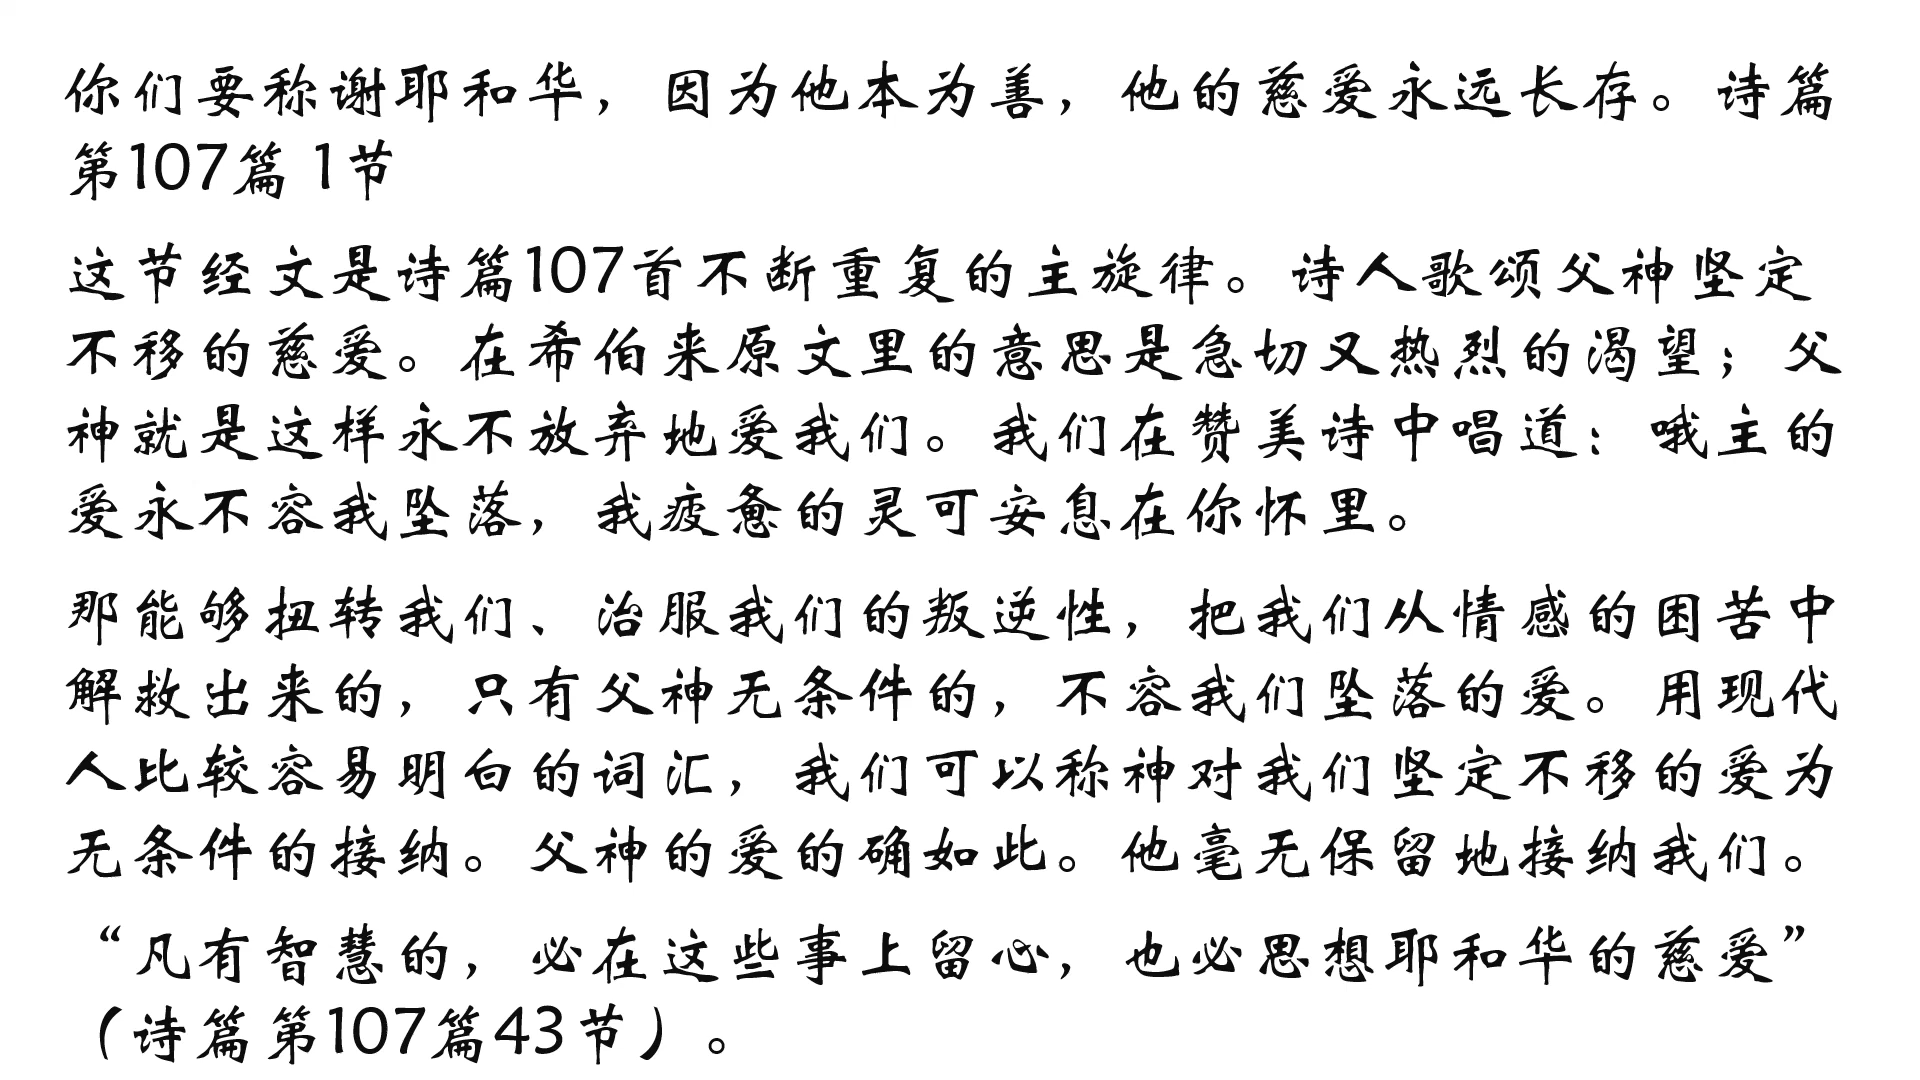 你们要称谢耶和华，因为他本为善，他的慈爱永远长存。诗篇
第107篇 1节
这节经文是诗篇107首不断重复的主旋律。诗人歌颂父神坚定
不移的慈爱。在希伯来原文里的意思是急切又热烈的渴望；父
神就是这样永不放弃地爱我们。我们在赞美诗中唱道：哦主的
爱永不容我坠落，我疲惫的灵可安息在你怀里。
那能够扭转我们、治服我们的叛逆性，把我们从情感的困苦中
解救出来的，只有父神无条件的，不容我们坠落的爱。用现代
人比较容易明白的词汇，我们可以称神对我们坚定不移的爱为
无条件的接纳。父神的爱的确如此。他毫无保留地接纳我们。
“凡有智慧的，必在这些事上留心，也必思想耶和华的慈爱”
（诗篇第107篇43节）。